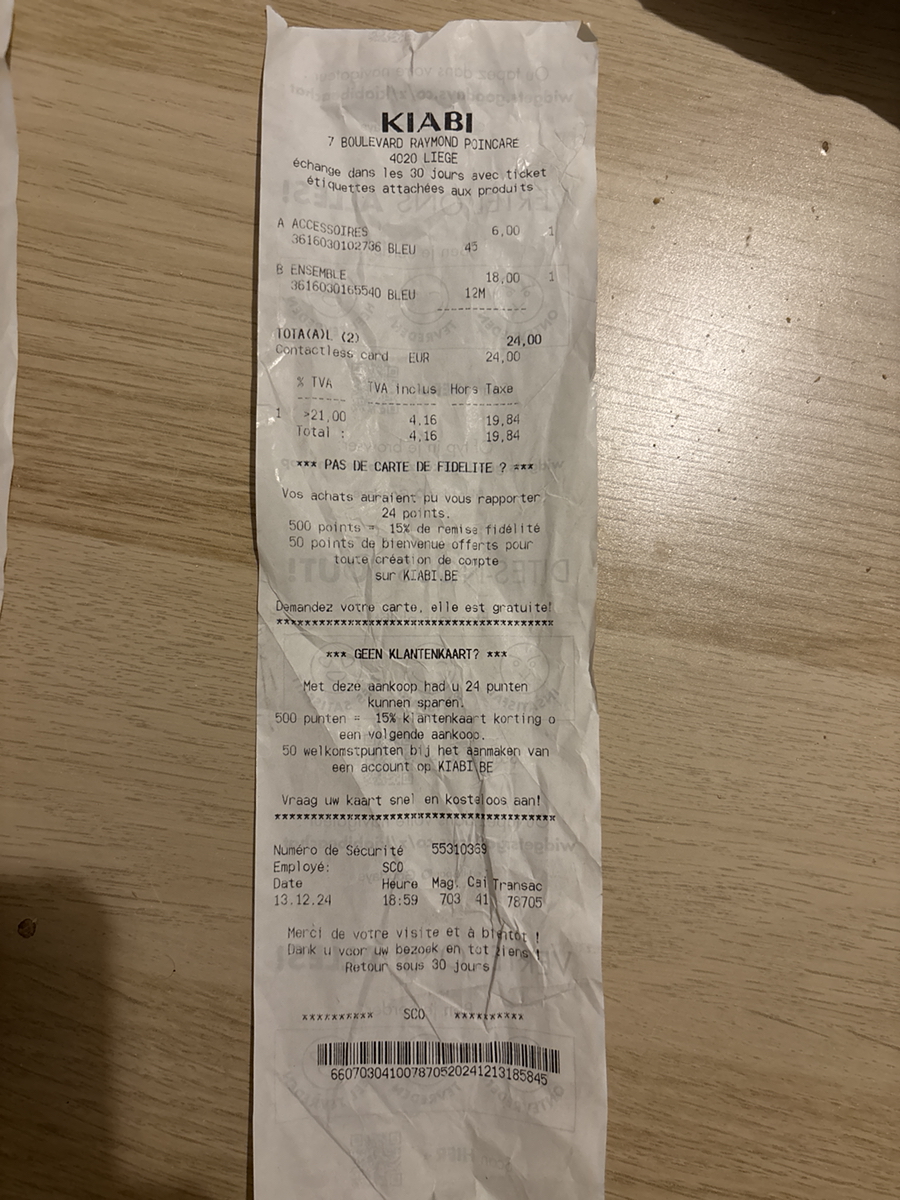 KIABI
7 BOULEVARD RAYMOND POINCARE
4020 LIEGE
échange dans les 30 jours avec ticket
étiquettes attachées aux produits
A ACCESSOIRES 6,00 1
3616030102736 BLEU 45
B ENSEMBLE 18,00 1
3616030165540 BLEU 12M
TOTA(A)L (2) 24,00
Contactless card EUR 24,00
% TVA TVA inclus Hors Taxe
1 >21,00 4,16 19,84
Total : 4,16 19,84
*** PAS DE CARTE DE FIDELITE ? ***
Vos achats auraient pu vous rapporter
24 points.
500 points = 15% de remise fidélité
50 points de bienvenue offerts pour
toute création de compte
sur KIABI.BE
Demandez votre carte, elle est gratuite!
*** GEEN KLANTENKAART? ***
Met deze aankoop had u 24 punten
kunnen sparen.
500 punten = 15% klantenkaart korting o
een volgende aankoop.
50 welkomstpunten bij het aanmaken van
een account op KIABI BE
Vraag uw kaart snel en kosteloos aan!
Numéro de Sécurité 55310369
Employé: SCO
Date Heure Mag. Cai Transac
13.12.24 18:59 703 41 78705
Merci de votre visite et à bientôt !
Dank u voor uw bezoek en tot ziens !
Retour sous 30 jours
********** SCO **********
660703041007870520241213185845